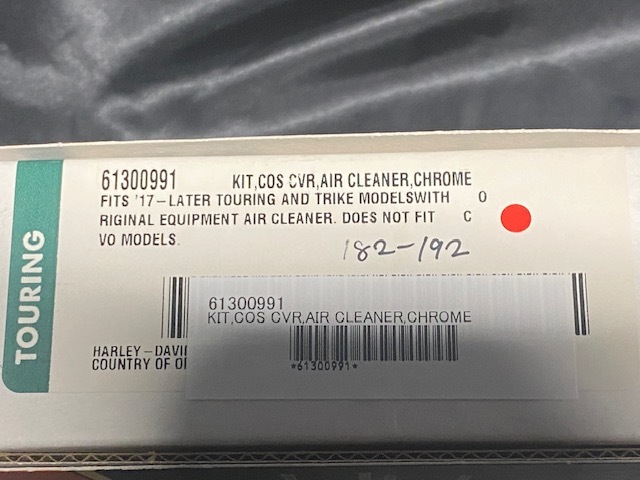 TOURING
61300991 KIT,COS CVR,AIR CLEANER,CHROME
FITS '17-LATER TOURING AND TRIKE MODELSWITH O
RIGINAL EQUIPMENT AIR CLEANER. DOES NOT FIT C
VO MODELS.
182-192
61300991
KIT,COS CVR,AIR CLEANER,CHROME
*61300991*
HARLEY-DAVI
COUNTRY OF